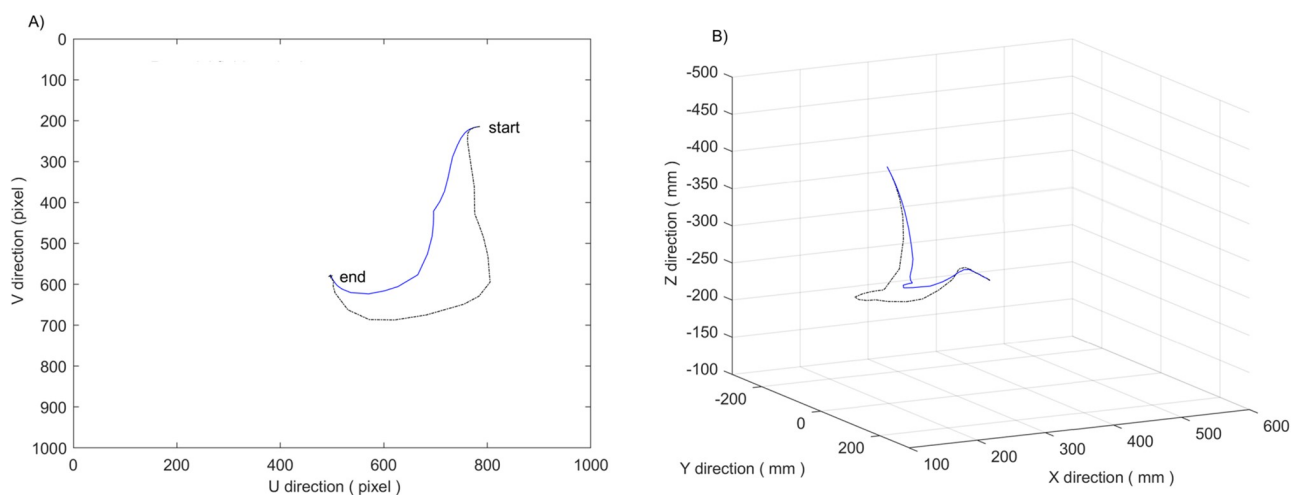 A)
0
100
200
300
400
500
600
700
800
900
1000
V direction (pixel)
start
end
0 200 400 600 800 1000
U direction ( pixel )
B)
-500
-450
-400
-350
-300
-250
-200
-150
-100
Z direction ( mm )
-200
0
200
Y direction ( mm )
100 200 300 400 500 600
X direction ( mm )